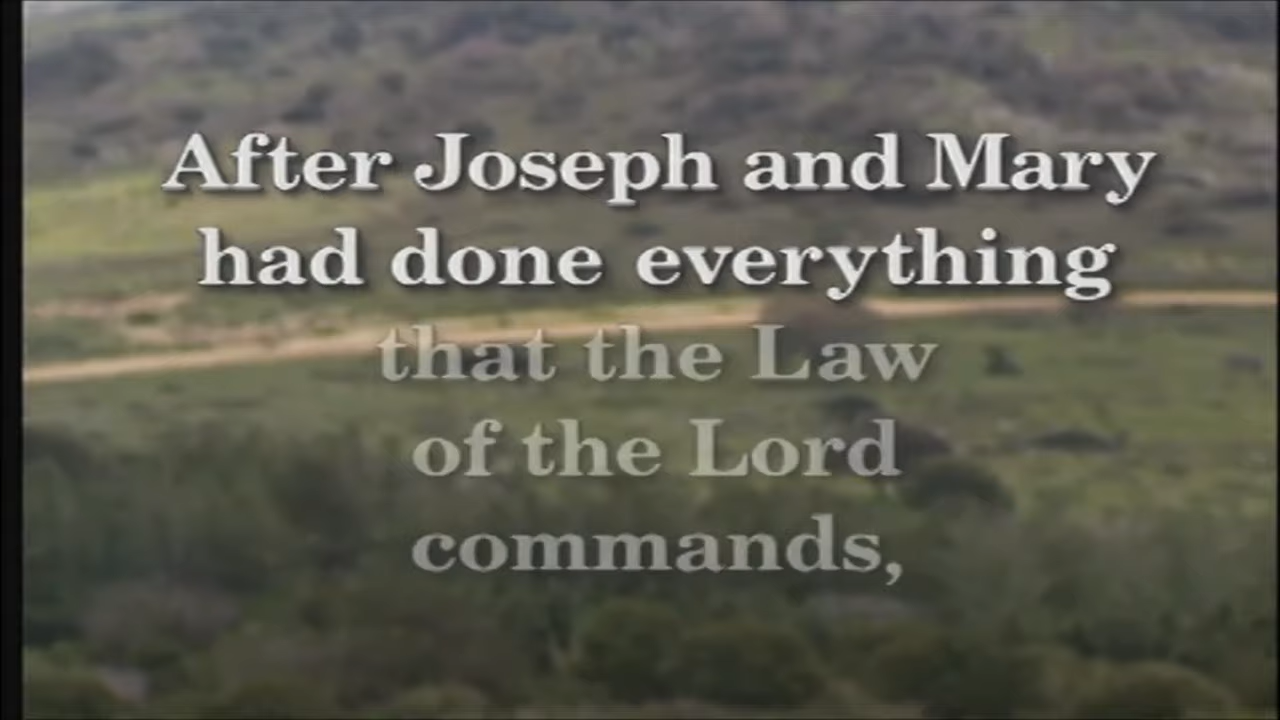 After Joseph and Mary
had done everything
that the Law
of the Lord
commands,